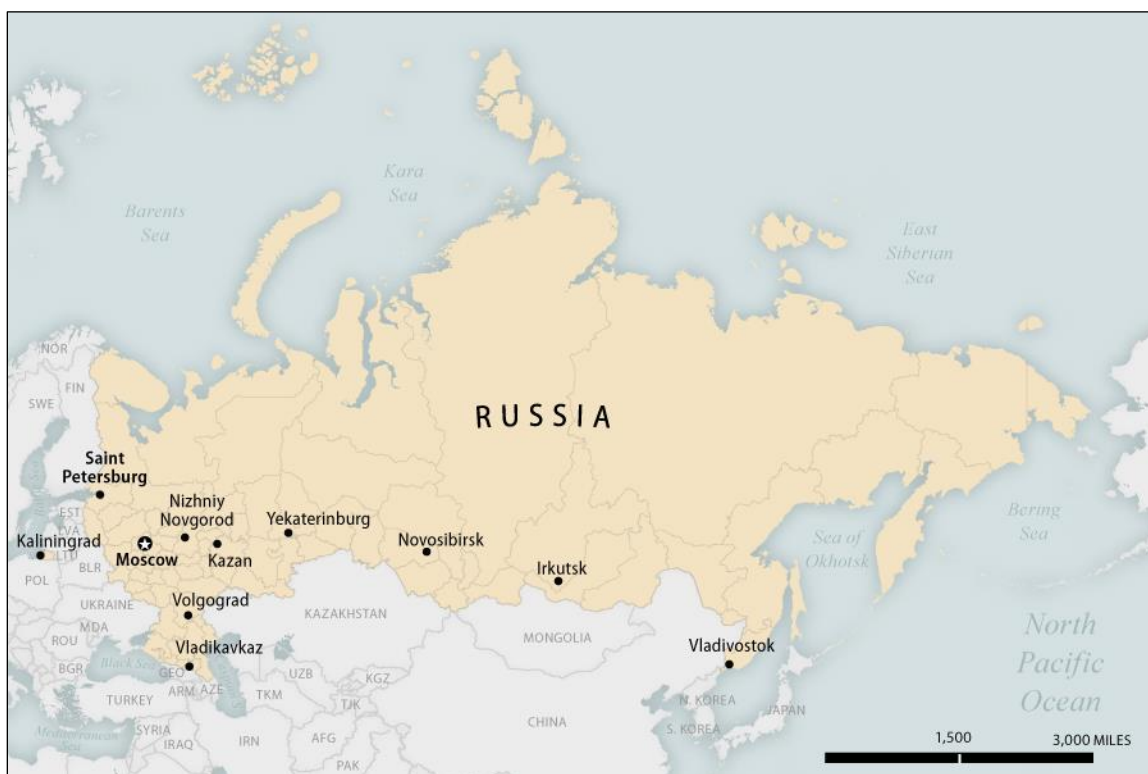 Kara
Sea
Barents
Sea
East
Siberian
Sea
NOR
FIN
SWE
RUSSIA
Saint
Petersburg
Nizhniy
Novgorod
Yekaterinburg
EST
LVA
Kaliningrad
LTU
Moscow
Kazan
Novosibirsk
Irkutsk
Sea of
Okhotsk
Bering
Sea
POL
BLR
UKRAINE
Volgograd
KAZAKHSTAN
MDA
ROU
MONGOLIA
Vladivostok
North
Pacific
Ocean
BGR
Black Sea
Vladikavkaz
GEO
ARM
AZE
UZB
KGZ
TURKEY
TKM
TJK
N. KOREA
S. KOREA
JAPAN
CHINA
Mediterranean
Sea
SYRIA
IRAQ
IRN
AFG
PAK
1,500
3,000 MILES